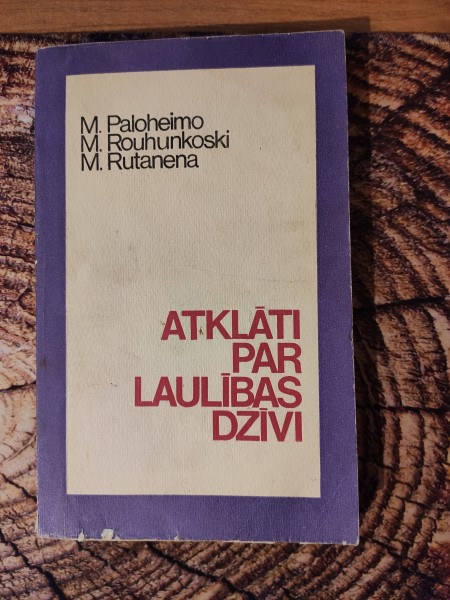 M. Paloheimo
M. Rouhunkoski
M. Rutanena
ATKLĀTI
PAR
LAULĪBAS
DZĪVI